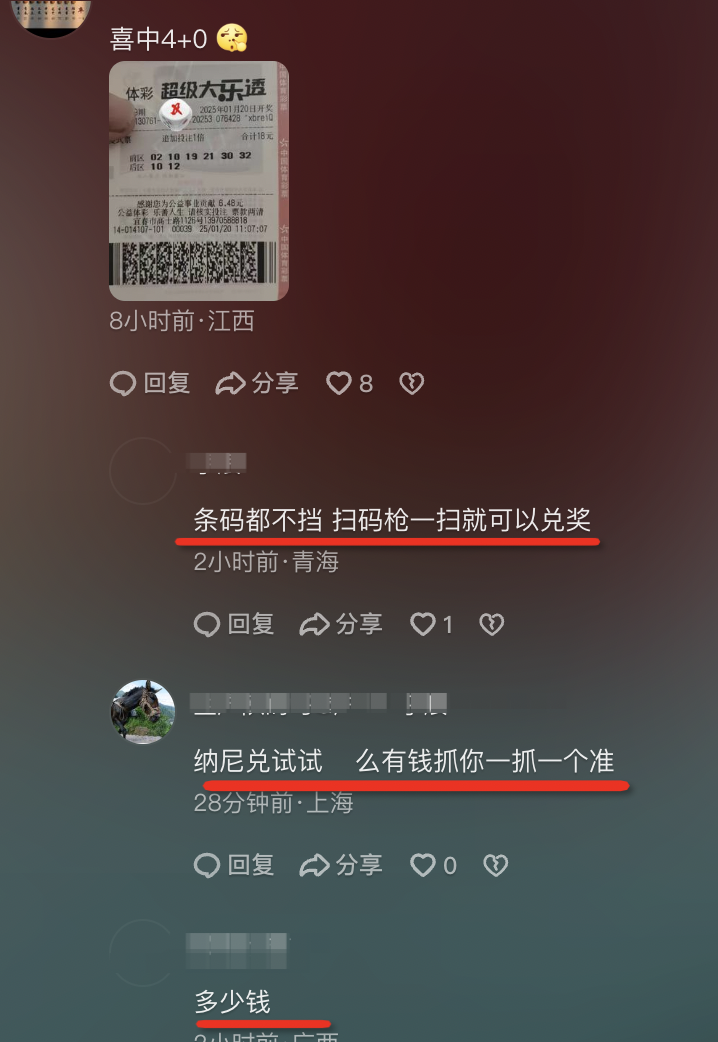 喜中4+0
体彩 超级大乐透
2025年01月20日开奖
追加投注1倍 合计18元
前区 02 10 19 21 30 32
后区 10 12
感谢您为公益事业贡献 6.48元
公益体彩 乐善人生
14-014107-101 00039 25/01/20 11:07:07
8小时前·江西
回复 分享 8
条码都不挡 扫码枪一扫就可以兑奖
2小时前·青海
回复 分享 1
纳尼兑试试 么有钱抓你一抓一个准
28分钟前·上海
回复 分享 0
多少钱